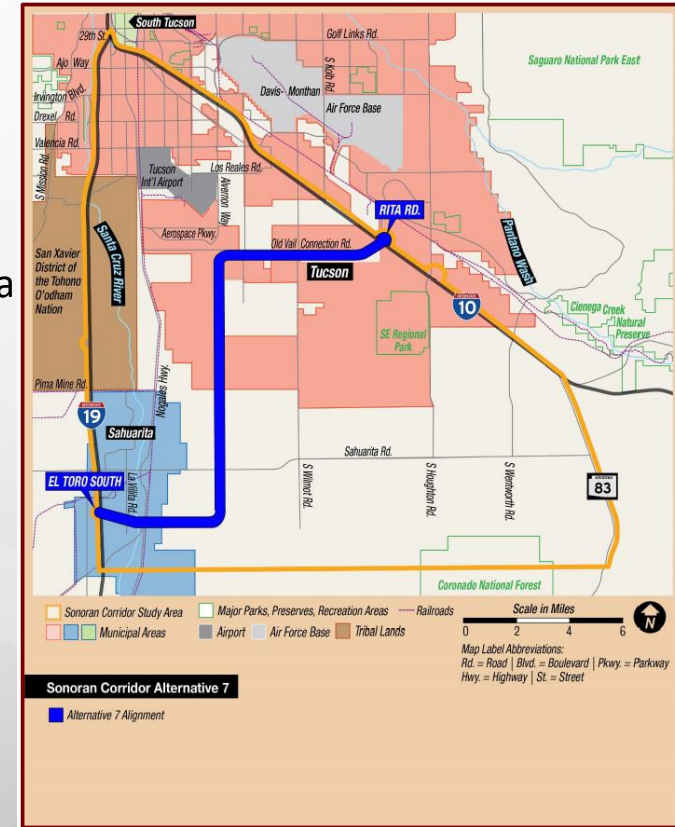 South Tucson
29th St.
Golf Links Rd.
Ajo Way
Saguaro National Park East
Irvington Blvd.
Davis-Monthan
S Kolb Rd.
Drexel Rd.
Air Force Base
Valencia Rd.
S Mission Rd.
Tucson
Int'l Airport
Los Reales Rd.
Alvernon Way
RITA RD.
Aerospace Pkwy.
Old Vail Connection Rd.
Tucson
Pantano Wash
San Xavier
District of
the Tohono
O'odham
Nation
Santa Cruz River
a
INTERSTATE
10
Cienega Creek
Natural
Preserve
SE Regional
Park
Pima Mine Rd.
Nogales Hwy.
INTERSTATE
19
Sahuarita
Sahuarita Rd.
EL TORO SOUTH
La Villita Rd.
S Wilmot Rd.
S Houghton Rd.
S Wentworth Rd.
ARIZONA
83
Coronado National Forest
Sonoran Corridor Study Area
Major Parks, Preserves, Recreation Areas
Railroads
Municipal Areas
Airport
Air Force Base
Tribal Lands
Scale in Miles
0 2 4 6
N
Map Label Abbreviations:
Rd. = Road | Blvd. = Boulevard | Pkwy. = Parkway
Hwy. = Highway | St. = Street
Sonoran Corridor Alternative 7
Alternative 7 Alignment